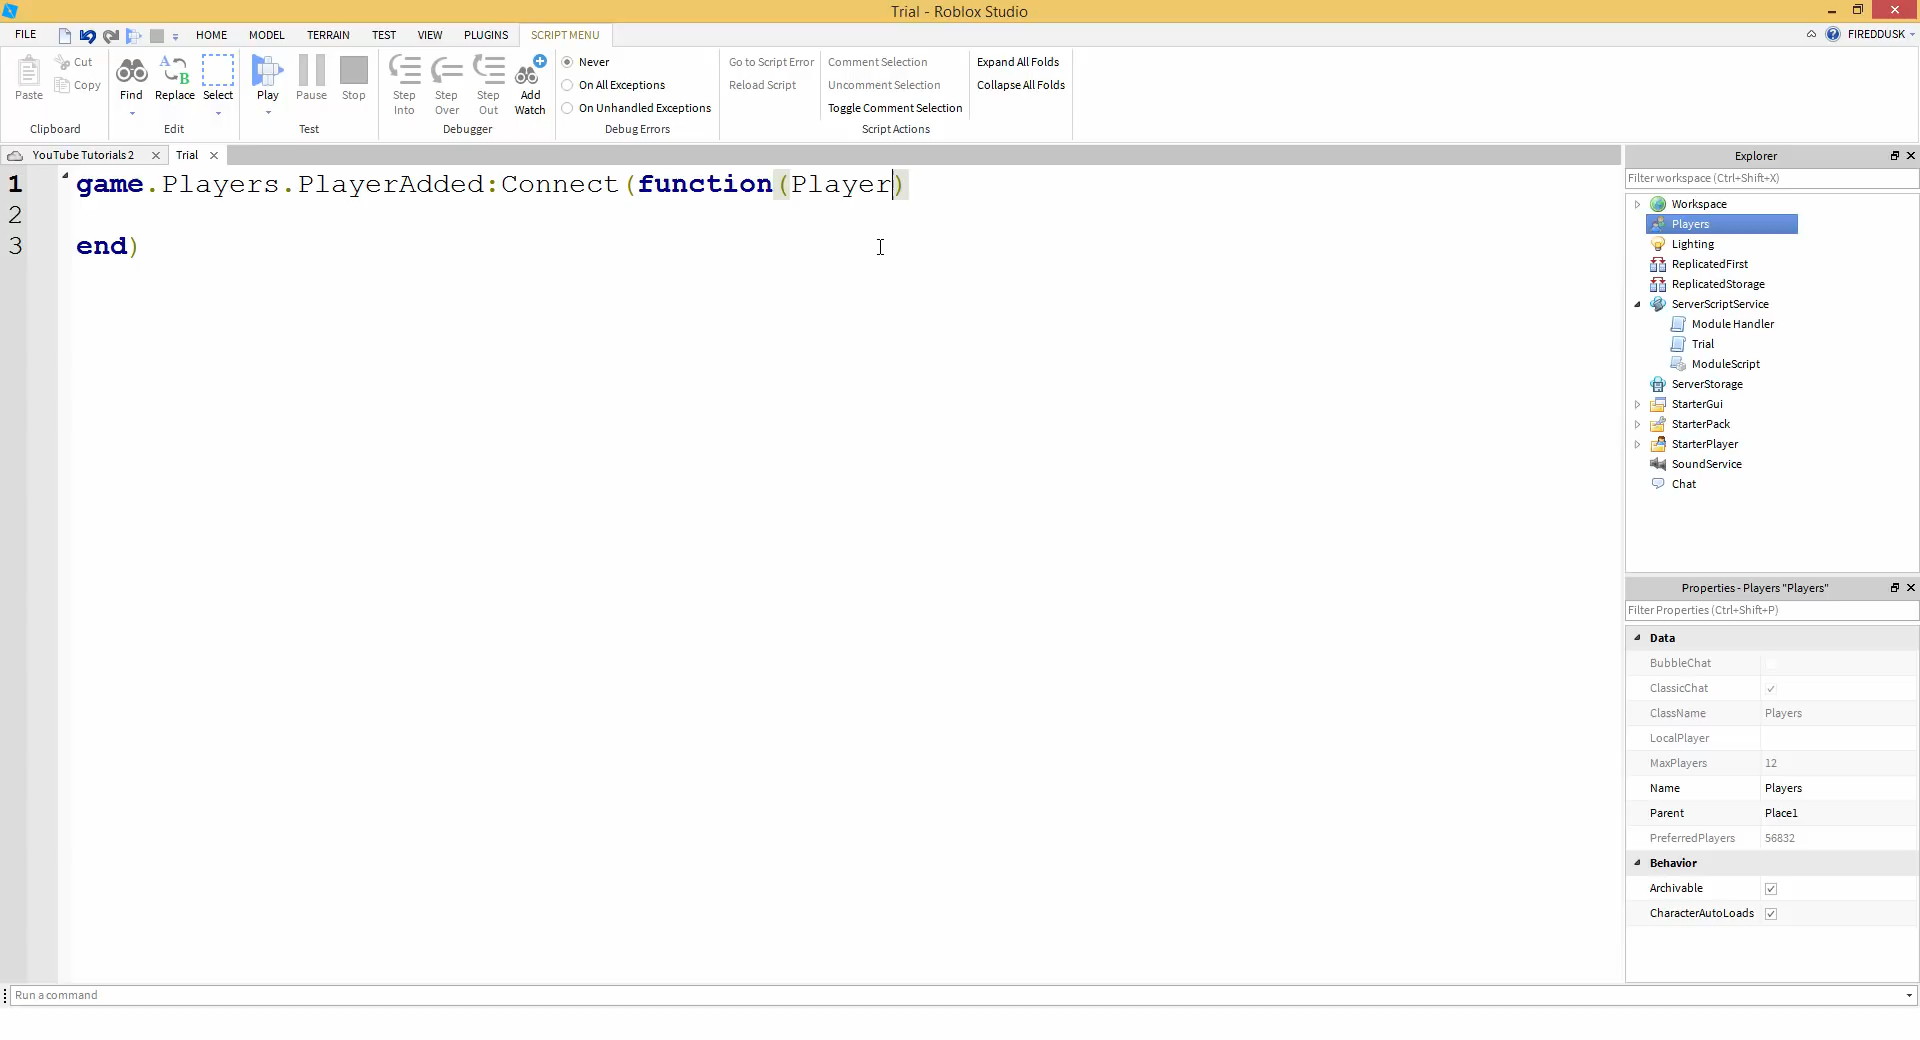 Trial - Roblox Studio
FILE HOME MODEL TERRAIN TEST VIEW PLUGINS SCRIPT MENU FIREDDUSK
Paste Cut Copy
Clipboard
Find Replace Select
A B
Edit
Play Pause Stop
Test
Step Into Step Over Step Out Add Watch
Debugger
Never
On All Exceptions
On Unhandled Exceptions
Debug Errors
Go to Script Error
Reload Script
Comment Selection
Uncomment Selection
Toggle Comment Selection
Script Actions
Expand All Folds
Collapse All Folds
YouTube Tutorials 2 Trial
1 game.Players.PlayerAdded:Connect(function(Player)
2
3 end)
Explorer
Filter workspace (Ctrl+Shift+X)
Workspace
Players
Lighting
ReplicatedFirst
ReplicatedStorage
ServerScriptService
Module Handler
Trial
ModuleScript
ServerStorage
StarterGui
StarterPack
StarterPlayer
SoundService
Chat
Properties - Players "Players"
Filter Properties (Ctrl+Shift+P)
Data
BubbleChat
ClassicChat
ClassName Players
LocalPlayer
MaxPlayers 12
Name Players
Parent Place1
PreferredPlayers 56832
Behavior
Archivable
CharacterAutoLoads
Run a command